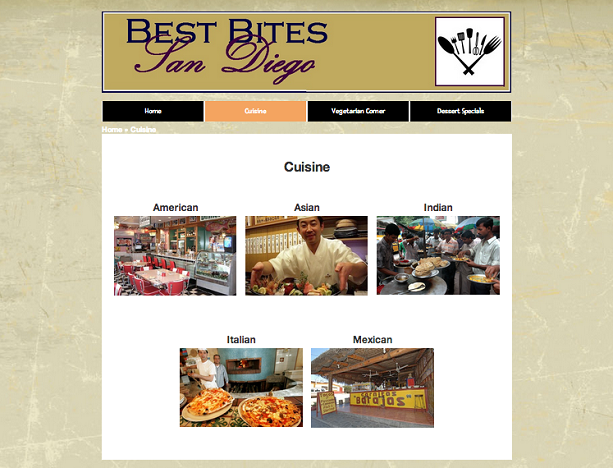 Best Bites
San Diego
Home
Cuisine
Vegetarian Corner
Dessert Specials
Home » Cuisine
Cuisine
American
Asian
Indian
Italian
Mexican